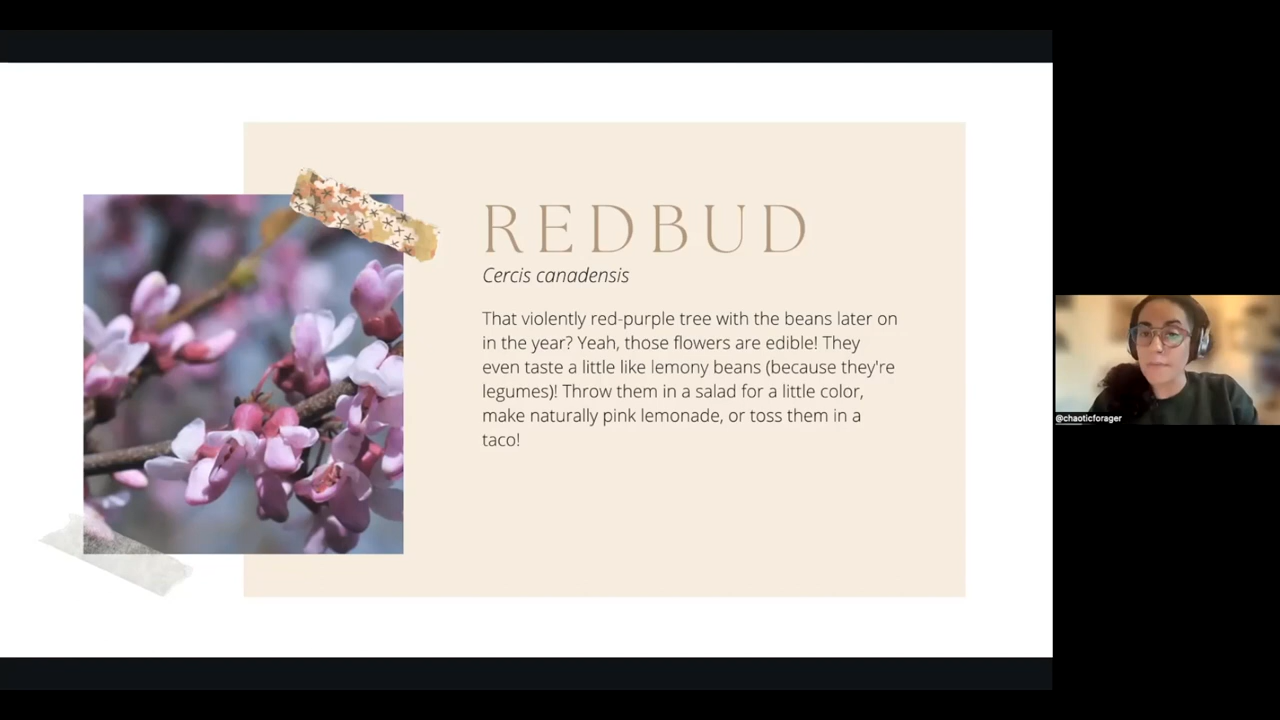 REDBUD
Cercis canadensis
That violently red-purple tree with the beans later on
in the year? Yeah, those flowers are edible! They
even taste a little like lemony beans (because they're
legumes)! Throw them in a salad for a little color,
make naturally pink lemonade, or toss them in a
taco!
@chaoticforager